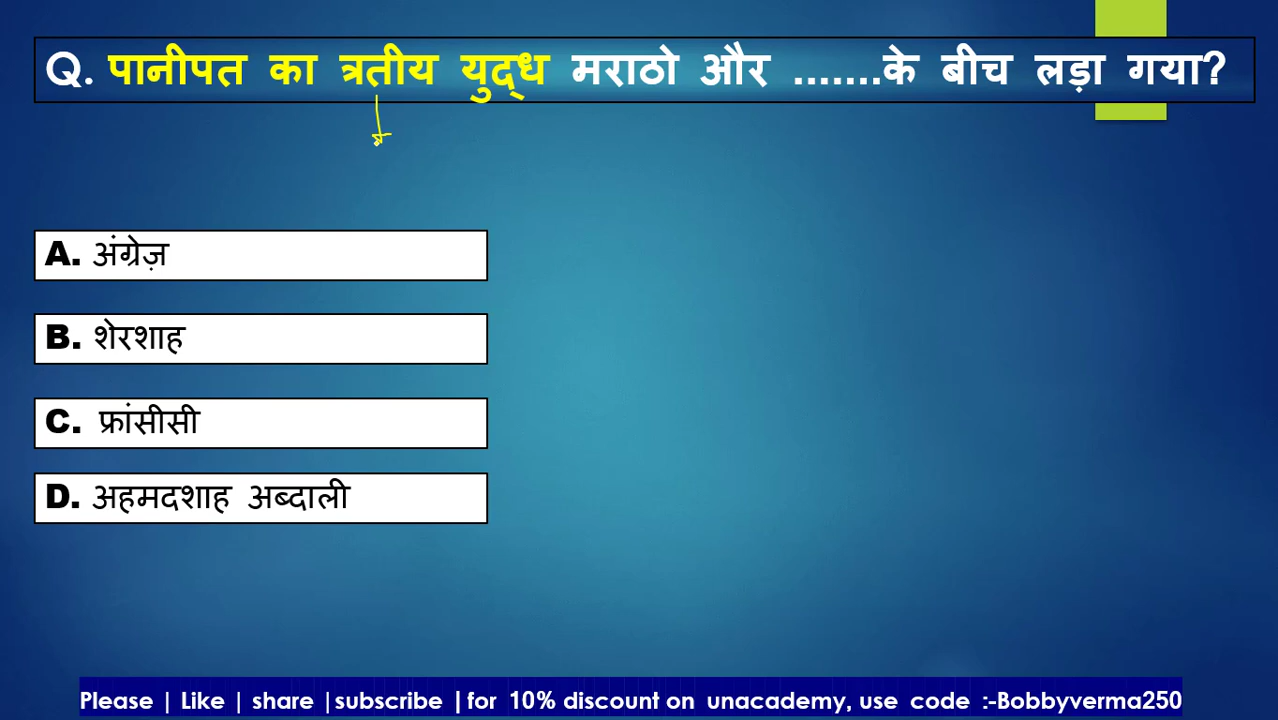 Q. पानीपत का त्रतीय युद्ध मराठो और .......के बीच लड़ा गया?
A. अंग्रेज़
B. शेरशाह
C. फ्रांसीसी
D. अहमदशाह अब्दाली
Please | Like | share |subscribe |for 10% discount on unacademy, use code :-Bobbyverma250